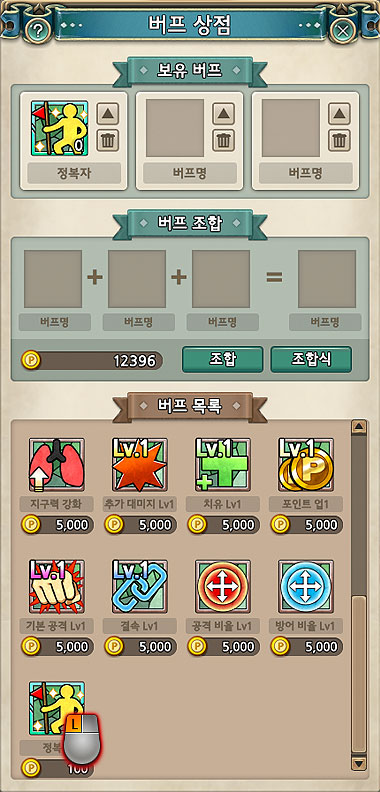 ?
버프 상점
보유 버프
정복자
버프명
버프명
버프 조합
+
+
=
버프명
버프명
버프명
버프명
P
12396
조합
조합식
버프 목록
Lv.1
Lv.1
Lv.1
P
지구력 강화
추가 대미지 Lv1
치유 Lv1
포인트 업1
P 5,000
P 5,000
P 5,000
P 5,000
Lv.1
Lv.1
기본 공격 Lv1
결속 Lv1
공격 비율 Lv1
방어 비율 Lv1
P 5,000
P 5,000
P 5,000
P 5,000
L
P 100